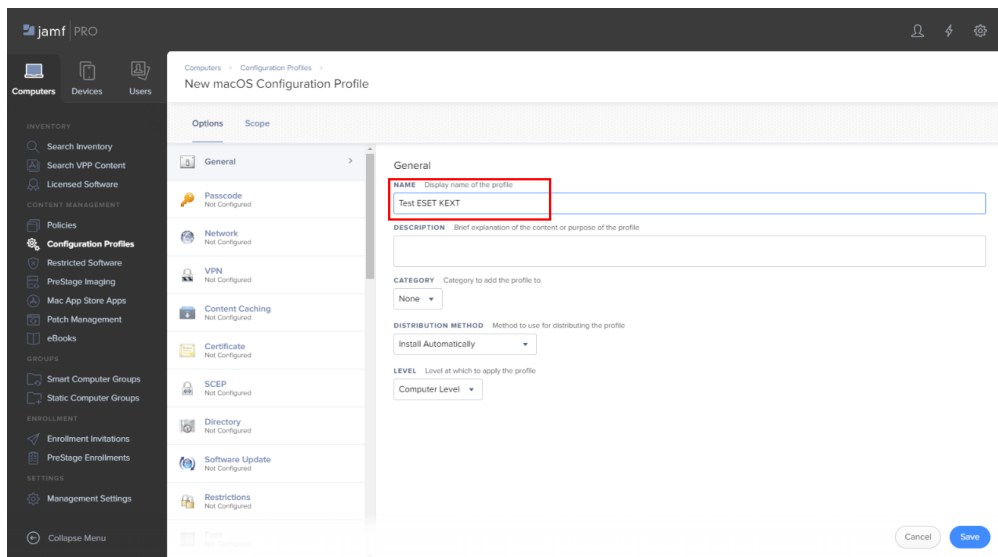 jamf PRO
Computers
Devices
Users
INVENTORY
Search Inventory
Search VPP Content
Licensed Software
CONTENT MANAGEMENT
Policies
Configuration Profiles
Restricted Software
PreStage Imaging
Mac App Store Apps
Patch Management
eBooks
GROUPS
Smart Computer Groups
Static Computer Groups
ENROLLMENT
Enrollment Invitations
PreStage Enrollments
SETTINGS
Management Settings
Collapse Menu
Computers > Configuration Profiles >
New macOS Configuration Profile
Options Scope
General >
Passcode
Not Configured
Network
Not Configured
VPN
Not Configured
Content Caching
Not Configured
Certificate
Not Configured
SCEP
Not Configured
Directory
Not Configured
Software Update
Not Configured
Restrictions
Not Configured
General
NAME Display name of the profile
Test ESET KEXT
DESCRIPTION Brief explanation of the content or purpose of the profile
CATEGORY Category to add the profile to
None
DISTRIBUTION METHOD Method to use for distributing the profile
Install Automatically
LEVEL Level at which to apply the profile
Computer Level
Cancel
Save